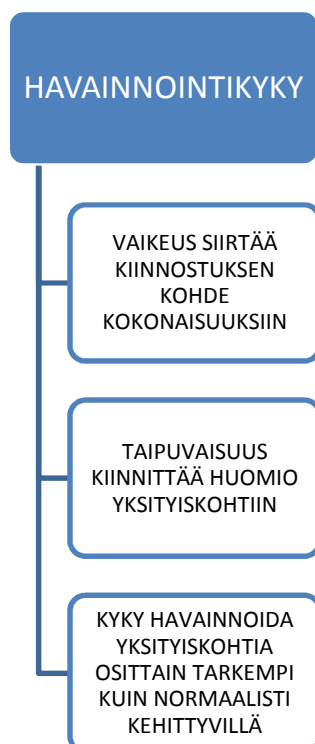 HAVAINNOINTIKYKY
VAIKEUS SIIRTÄÄ
KIINNOSTUKSEN
KOHDE
KOKONAISUUKSIIN
TAIPUVAISUUS
KIINNITTÄÄ HUOMIO
YKSITYISKOHTIIN
KYKY HAVAINNOIDA
YKSITYISKOHTIA
OSITTAIN TARKEMPI
KUIN NORMAALISTI
KEHITTYVILLÄ